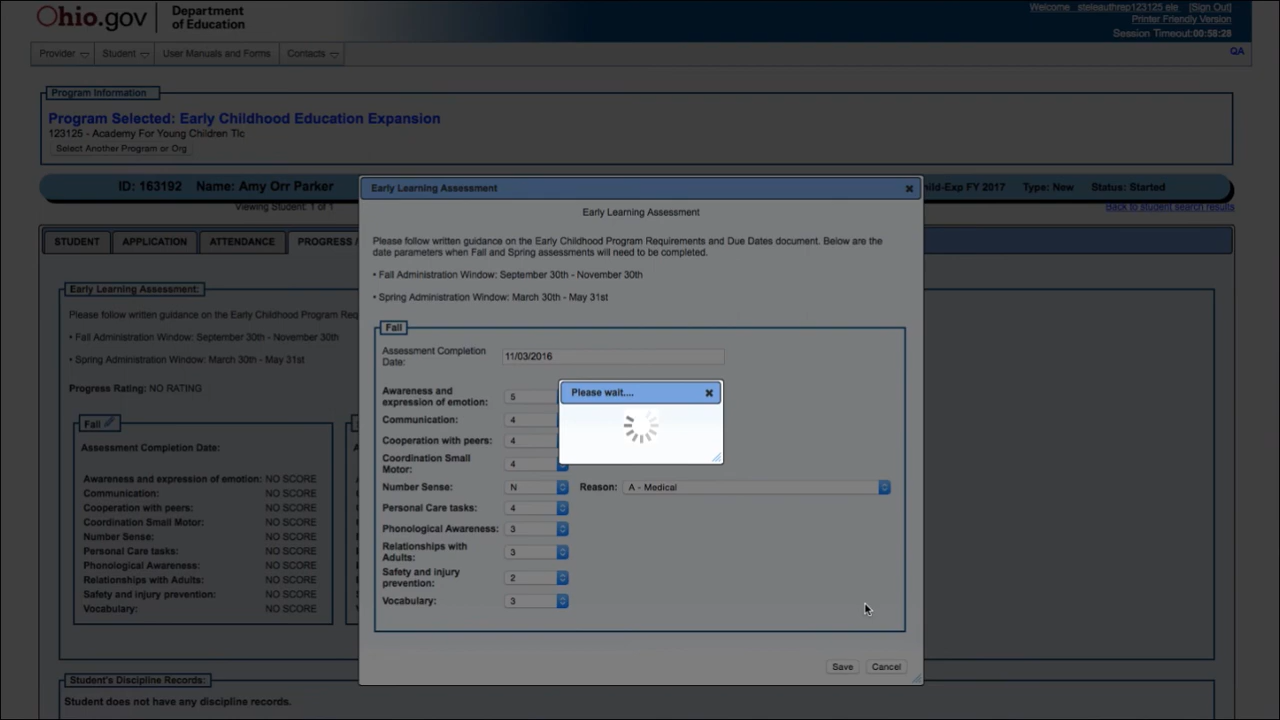 Ohio.gov
Department
of Education
Welcome steleauthrep123125 ele [Sign Out]
Printer Friendly Version
Session Timeout:00:58:28
Provider
Student
User Manuals and Forms
Contacts
QA
Program Information
Program Selected: Early Childhood Education Expansion
123125 - Academy For Young Children Tlc
Select Another Program or Org
ID: 163192 Name: Amy Orr Parker
Type: New Status: Started
hild-Exp FY 2017
Viewing Student: 1 of 1
Back to student search results
STUDENT
APPLICATION
ATTENDANCE
PROGRESS /
Early Learning Assessment:
Please follow written guidance on the Early Childhood Program Req
• Fall Administration Window: September 30th - November 30th
• Spring Administration Window: March 30th - May 31st
Progress Rating: NO RATING
Fall
Assessment Completion Date:
Awareness and expression of emotion: NO SCORE
Communication: NO SCORE
Cooperation with peers: NO SCORE
Coordination Small Motor: NO SCORE
Number Sense: NO SCORE
Personal Care tasks: NO SCORE
Phonological Awareness: NO SCORE
Relationships with Adults: NO SCORE
Safety and injury prevention: NO SCORE
Vocabulary: NO SCORE
Student's Discipline Records:
Student does not have any discipline records.
Early Learning Assessment
Early Learning Assessment
Please follow written guidance on the Early Childhood Program Requirements and Due Dates document. Below are the
date parameters when Fall and Spring assessments will need to be completed.
• Fall Administration Window: September 30th - November 30th
• Spring Administration Window: March 30th - May 31st
Fall
Assessment Completion
Date:
11/03/2016
Awareness and
expression of emotion: 5
Communication: 4
Cooperation with peers: 4
Coordination Small
Motor: 4
Number Sense: N Reason: A - Medical
Personal Care tasks: 4
Phonological Awareness: 3
Relationships with
Adults: 3
Safety and injury
prevention: 2
Vocabulary: 3
Save
Cancel
Please wait....